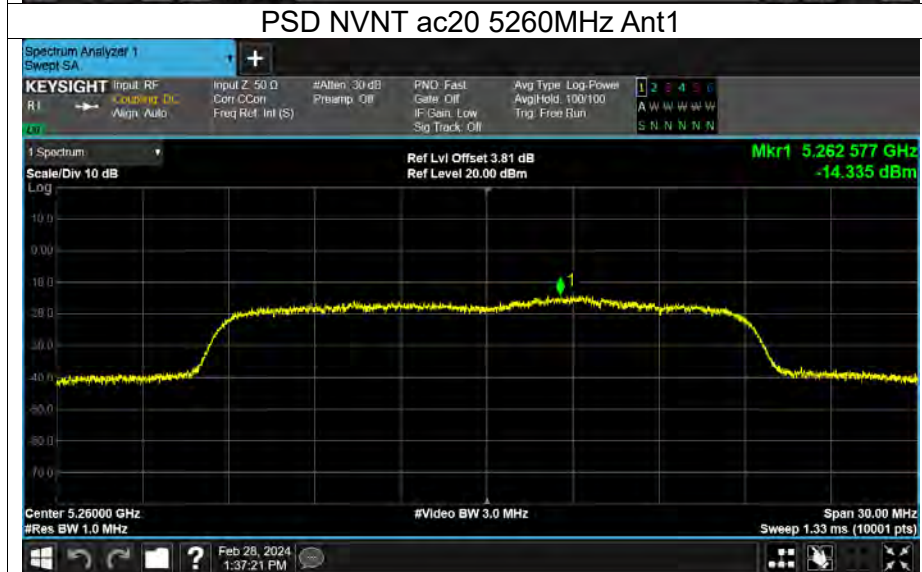 PSD NVNT ac20 5260MHz Ant1
Spectrum Analyzer 1
Swept SA
+
KEYSIGHT
Input: RF
Coupling: DC
Align: Auto
Input Z: 50 Ω
Corr CCorr
Freq Ref: Int (S)
#Atten: 30 dB
Preamp: Off
PNO: Fast
Gate: Off
IF Gain: Low
Sig Track: Off
Avg Type: Log-Power
Avg|Hold: 100/100
Trig: Free Run
1 2 3 4 5 6
A W W W W W
S N N N N N
1 Spectrum
Scale/Div 10 dB
Log
Ref Lvl Offset 3.81 dB
Ref Level 20.00 dBm
Mkr1 5.262 577 GHz
-14.335 dBm
10.0
0.00
-10.0
-20.0
-30.0
-40.0
-50.0
-60.0
-70.0
1
Center 5.26000 GHz
#Res BW 1.0 MHz
#Video BW 3.0 MHz
Span 30.00 MHz
Sweep 1.33 ms (10001 pts)
?
Feb 28, 2024
1:37:21 PM